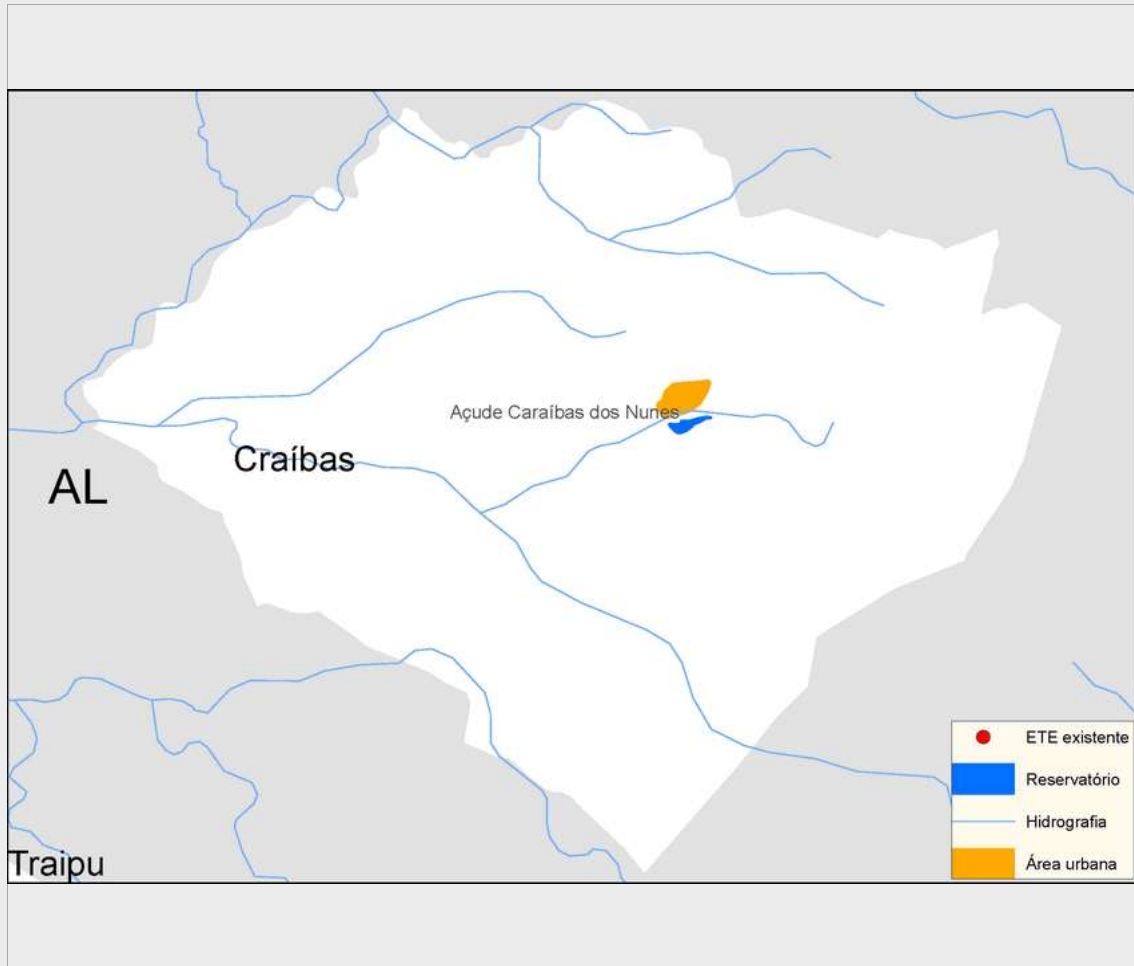 Açude Caraíbas dos Nunes
Craíbas
AL
Traipu
ETE existente
Reservatório
Hidrografia
Área urbana